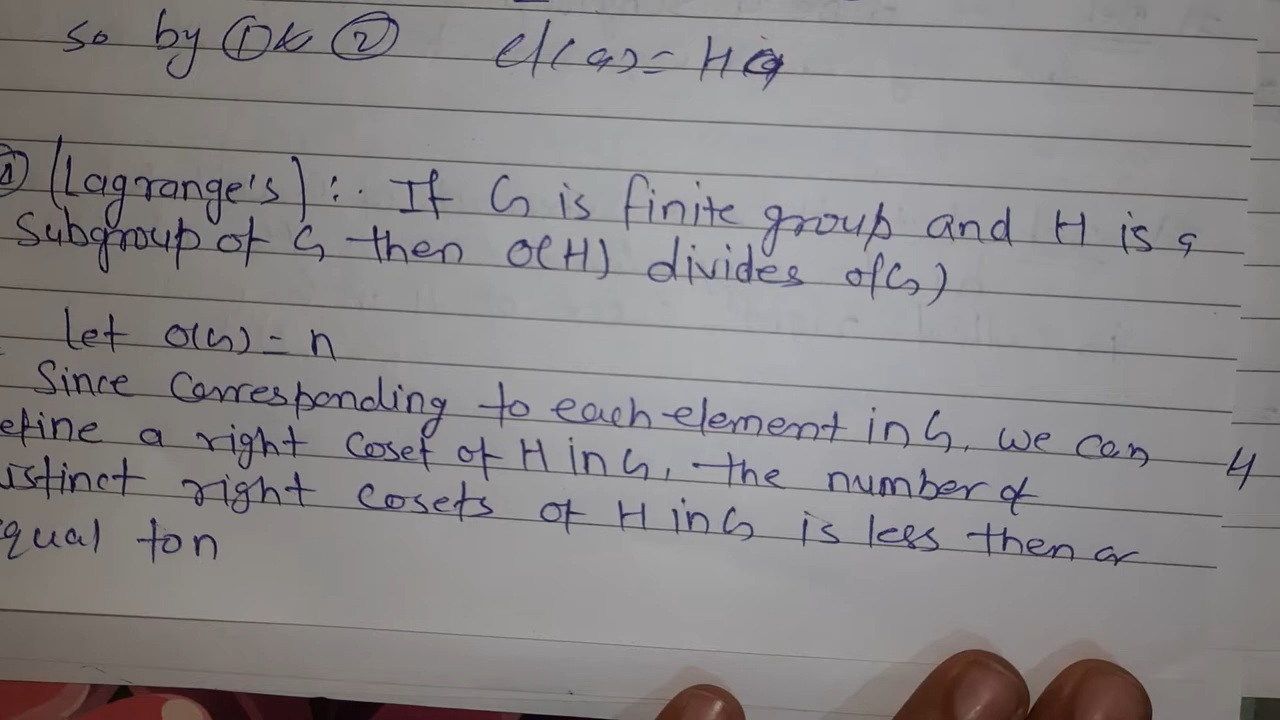 so by ① & ② cl(a) = Ha
(Lagrange's) :. If G is finite group and H is a
Subgroup of G then o(H) divides o(G)
Let o(G) = n
Since Corresponding to each element in G, we can
efine a right Coset of H in G, the number of
istinct right cosets of H in G is less then or
qual to n